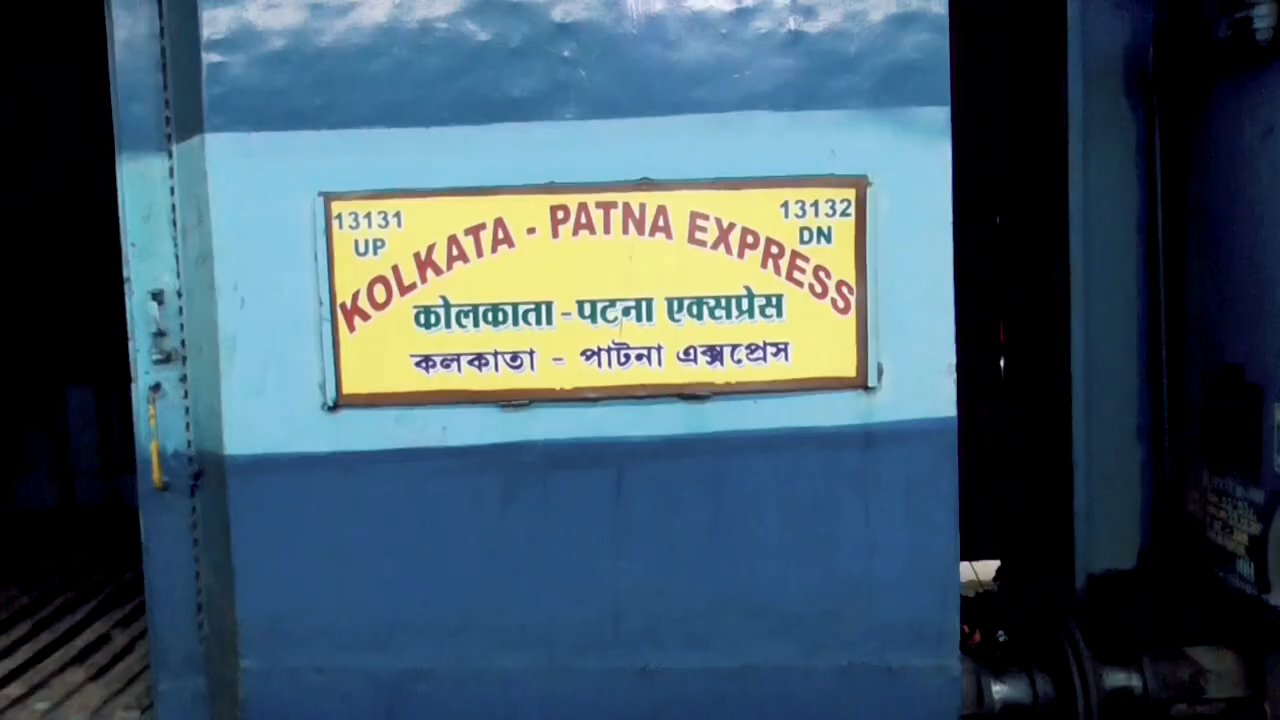 13131 UP
13132 DN
KOLKATA - PATNA EXPRESS
कोलकाता - पटना एक्सप्रेस
কলকাতা - পাটনা এক্সপ্রেস